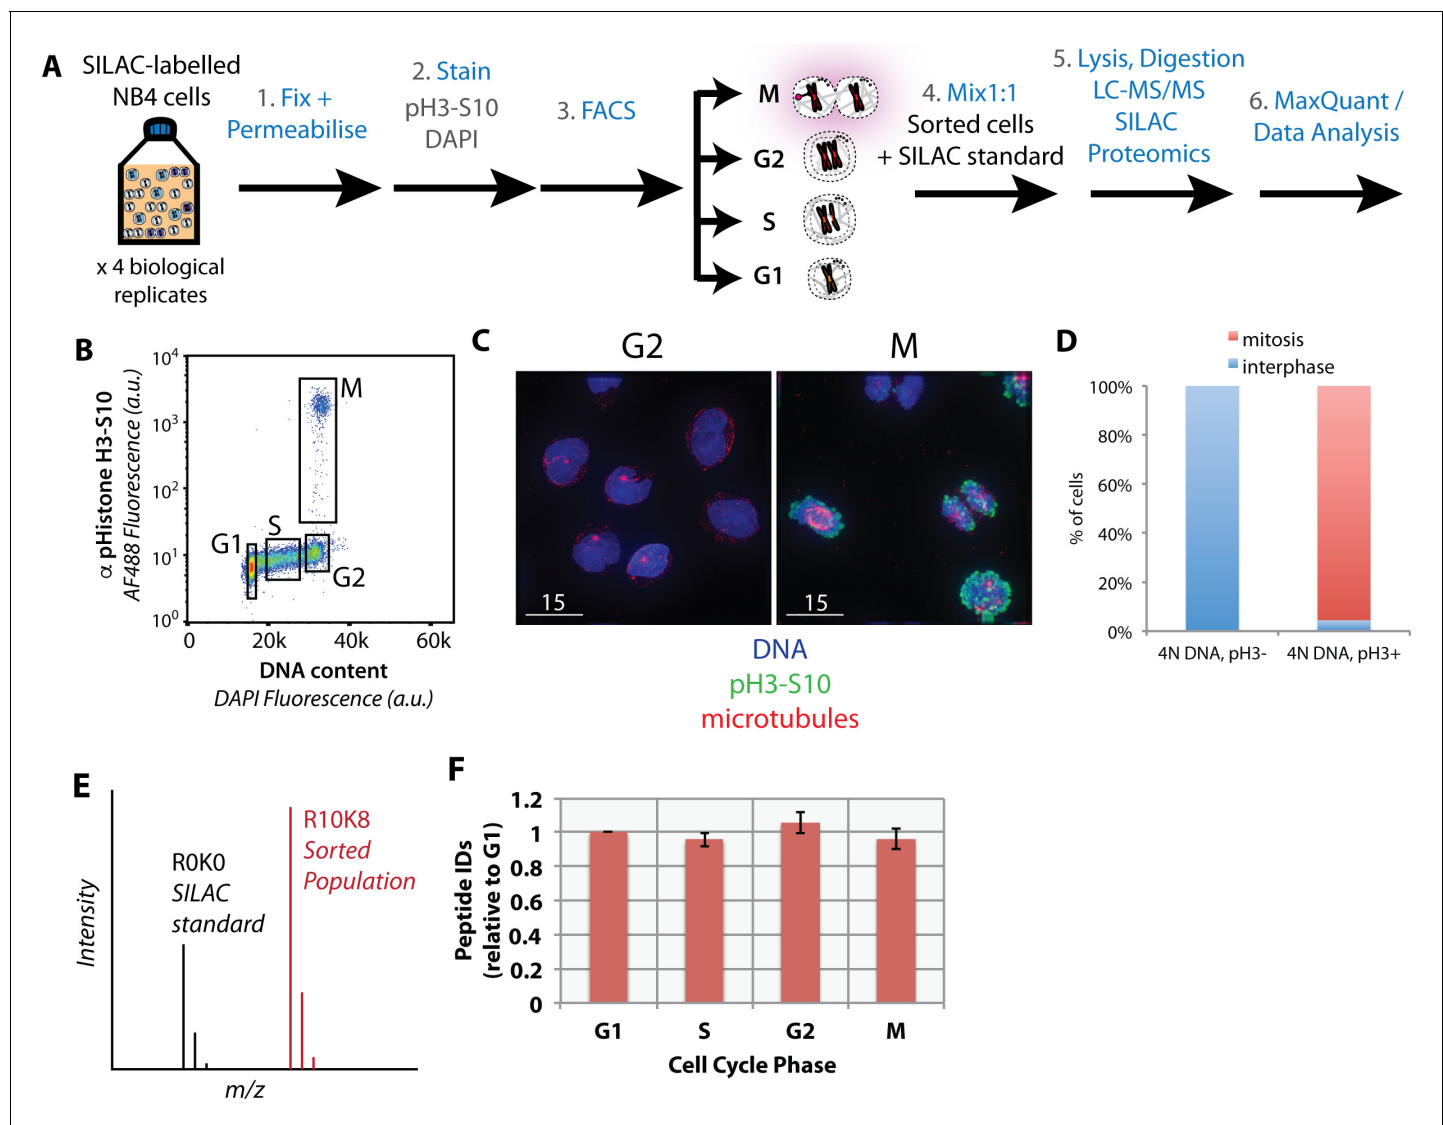 A
SILAC-labelled
NB4 cells
x 4 biological
replicates
1. Fix +
Permeabilise
2. Stain
pH3-S10
DAPI
3. FACS
M
G2
S
G1
4. Mix1:1
Sorted cells
+ SILAC standard
5. Lysis, Digestion
LC-MS/MS
SILAC
Proteomics
6. MaxQuant /
Data Analysis
B
α pHistone H3-S10
AF488 Fluorescence (a.u.)
10⁴
10³
10²
10¹
10⁰
M
G1
S
G2
0
20k
40k
60k
DNA content
DAPI Fluorescence (a.u.)
C
G2
M
15
15
DNA
pH3-S10
microtubules
D
mitosis
interphase
% of cells
100%
80%
60%
40%
20%
0%
4N DNA, pH3-
4N DNA, pH3+
E
Intensity
R0K0
SILAC
standard
R10K8
Sorted
Population
m/z
F
Peptide IDs
(relative to G1)
1.2
1
0.8
0.6
0.4
0.2
0
G1
S
G2
M
Cell Cycle Phase